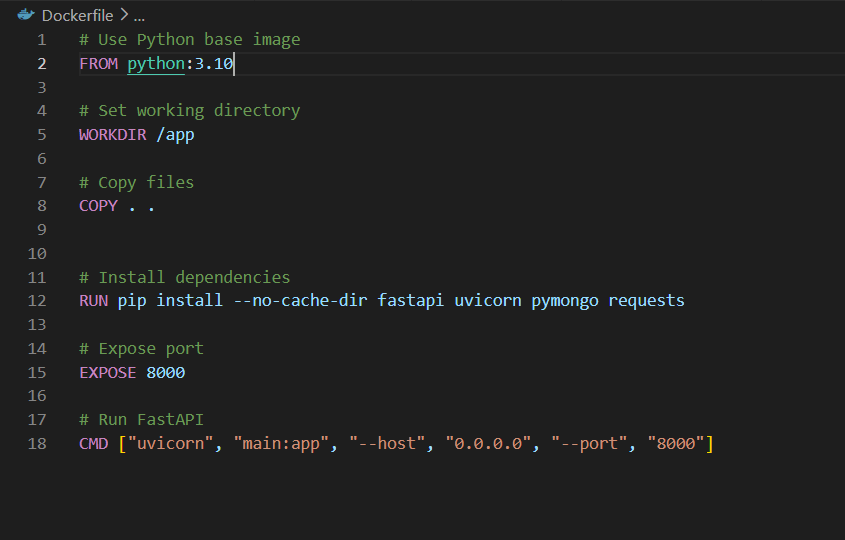 Dockerfile > ...
1 # Use Python base image
2 FROM python:3.10
3
4 # Set working directory
5 WORKDIR /app
6
7 # Copy files
8 COPY . .
9
10
11 # Install dependencies
12 RUN pip install --no-cache-dir fastapi uvicorn pymongo requests
13
14 # Expose port
15 EXPOSE 8000
16
17 # Run FastAPI
18 CMD ["uvicorn", "main:app", "--host", "0.0.0.0", "--port", "8000"]